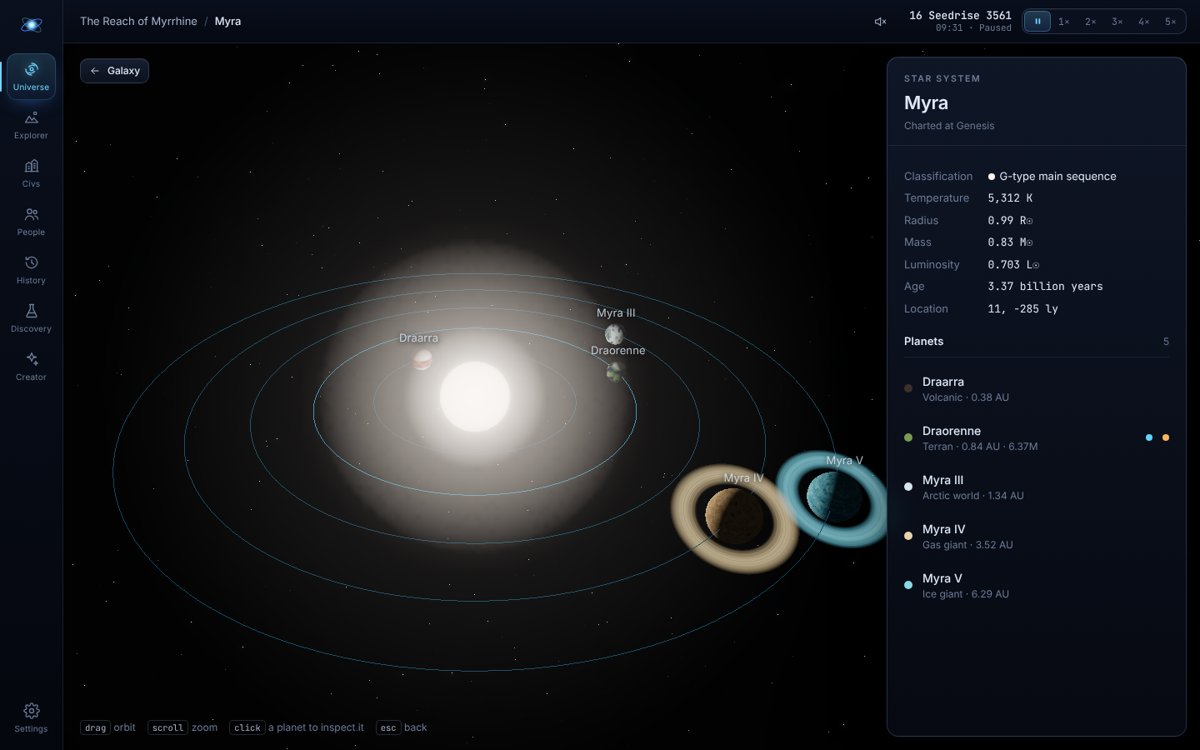 The Reach of Myrrhine / Myra
16 Seedrise 3561
09:31 · Paused
1× 2× 3× 4× 5×
Universe
Explorer
Civs
People
History
Discovery
Creator
Settings
← Galaxy
Draarra
Myra III
Draorenne
Myra IV
Myra V
drag orbit scroll zoom click a planet to inspect it esc back
STAR SYSTEM
Myra
Charted at Genesis
Classification G-type main sequence
Temperature 5,312 K
Radius 0.99 R☉
Mass 0.83 M☉
Luminosity 0.703 L☉
Age 3.37 billion years
Location 11, -285 ly
Planets 5
Draarra
Volcanic · 0.38 AU
Draorenne
Terran · 0.84 AU · 6.37M
Myra III
Arctic world · 1.34 AU
Myra IV
Gas giant · 3.52 AU
Myra V
Ice giant · 6.29 AU